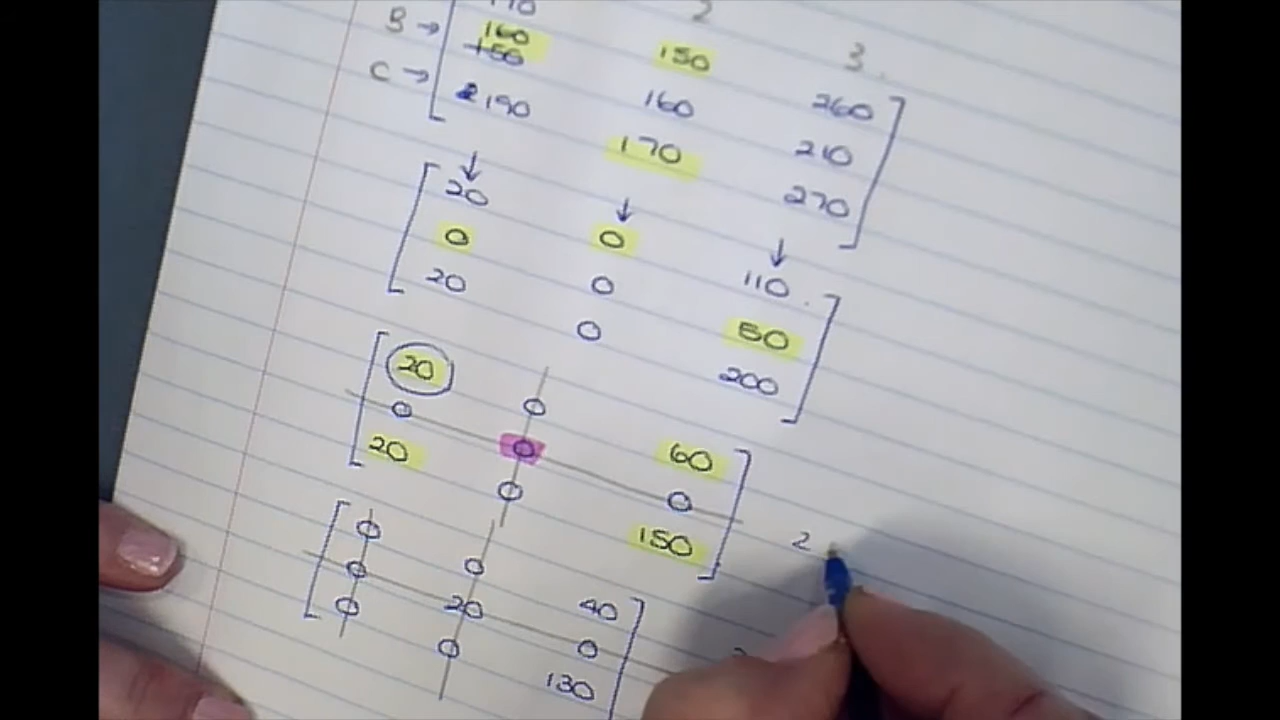 2 3.
150 260
B → 160 160 210
C → 190 170 270
↓ ↓ ↓
20 0 110.
0 0 50
20 0 200
20 0 60
0 0 0 2
20 0 150
0 0 40
0 20 0
0 0 130